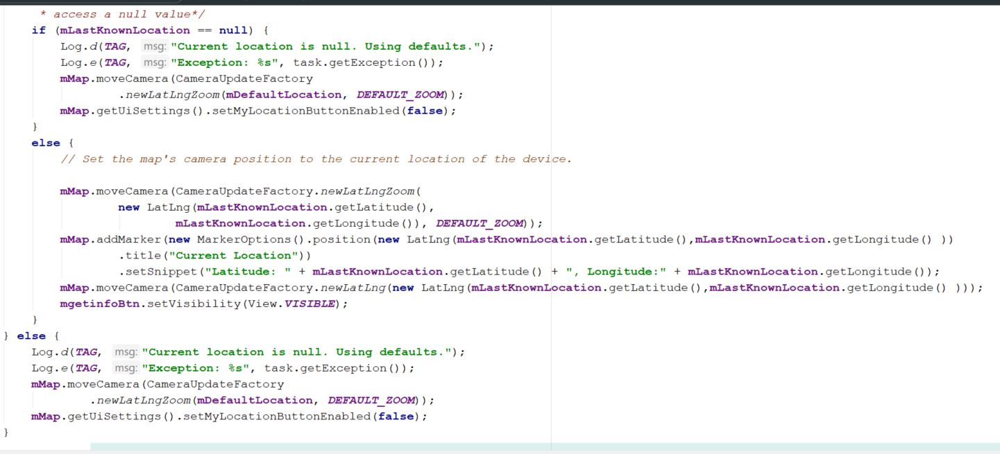 * access a null value*/
if (mLastKnownLocation == null) {
Log.d(TAG, msg: "Current location is null. Using defaults.");
Log.e(TAG, msg: "Exception: %s", task.getException());
mMap.moveCamera(CameraUpdateFactory
.newLatLngZoom(mDefaultLocation, DEFAULT_ZOOM));
mMap.getUiSettings().setMyLocationButtonEnabled(false);
}
else {
// Set the map's camera position to the current location of the device.
mMap.moveCamera(CameraUpdateFactory.newLatLngZoom(
new LatLng(mLastKnownLocation.getLatitude(),
mLastKnownLocation.getLongitude()), DEFAULT_ZOOM));
mMap.addMarker(new MarkerOptions().position(new LatLng(mLastKnownLocation.getLatitude(),mLastKnownLocation.getLongitude() ))
.title("Current Location"))
.setSnippet("Latitude: " + mLastKnownLocation.getLatitude() + ", Longitude:" + mLastKnownLocation.getLongitude());
mMap.moveCamera(CameraUpdateFactory.newLatLng(new LatLng(mLastKnownLocation.getLatitude(),mLastKnownLocation.getLongitude() )));
mgetinfoBtn.setVisibility(View.VISIBLE);
}
} else {
Log.d(TAG, msg: "Current location is null. Using defaults.");
Log.e(TAG, msg: "Exception: %s", task.getException());
mMap.moveCamera(CameraUpdateFactory
.newLatLngZoom(mDefaultLocation, DEFAULT_ZOOM));
mMap.getUiSettings().setMyLocationButtonEnabled(false);
}